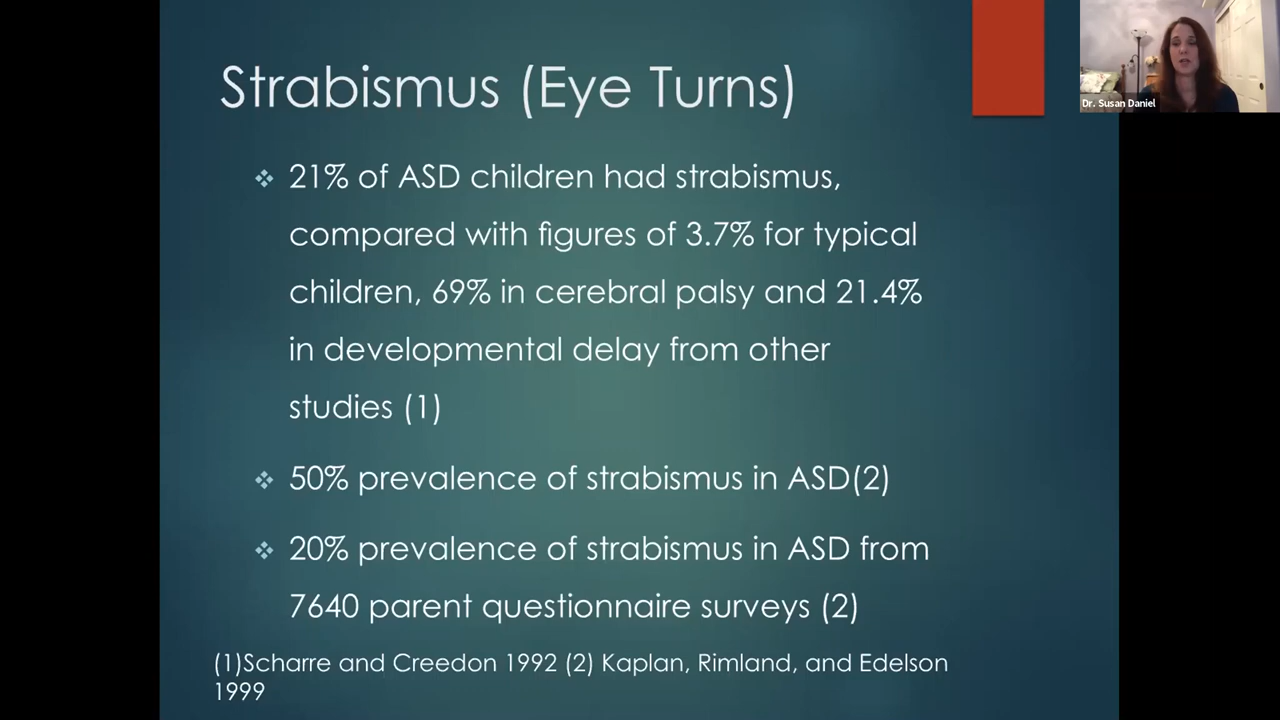 Strabismus (Eye Turns)
Dr. Susan Daniel
21% of ASD children had strabismus,
compared with figures of 3.7% for typical
children, 69% in cerebral palsy and 21.4%
in developmental delay from other
studies (1)
50% prevalence of strabismus in ASD(2)
20% prevalence of strabismus in ASD from
7640 parent questionnaire surveys (2)
(1)Scharre and Creedon 1992 (2) Kaplan, Rimland, and Edelson
1999